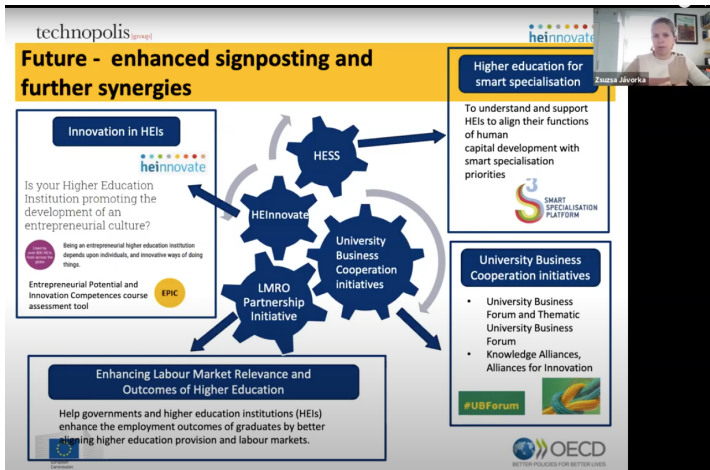 technopolis |group|
heinnovate
Zsuzsa Jávorka
Future - enhanced signposting and
further synergies
Innovation in HEIs
heinnovate
Is your Higher Education
Institution promoting the
development of an
entrepreneurial culture?
Being an entrepreneurial higher education institution
depends upon individuals, and innovative ways of doing
things.
Entrepreneurial Potential and
Innovation Competences course
assessment tool
EPIC
HESS
HEInnovate
University
Business
Cooperation
initiatives
LMRO
Partnership
Initiative
Higher education for
smart specialisation
To understand and support
HEIs to align their functions
of human
capital development with
smart specialisation
priorities
S3
SMART
SPECIALISATION
PLATFORM
University Business
Cooperation initiatives
• University Business
Forum and Thematic
University Business
Forum
• Knowledge Alliances,
Alliances for Innovation
#UBForum
Enhancing Labour Market Relevance and
Outcomes of Higher Education
Help governments and higher education institutions (HEIs)
enhance the employment outcomes of graduates by better
aligning higher education provision and labour markets.
European
Commission
OECD
BETTER POLICIES FOR BETTER LIVES